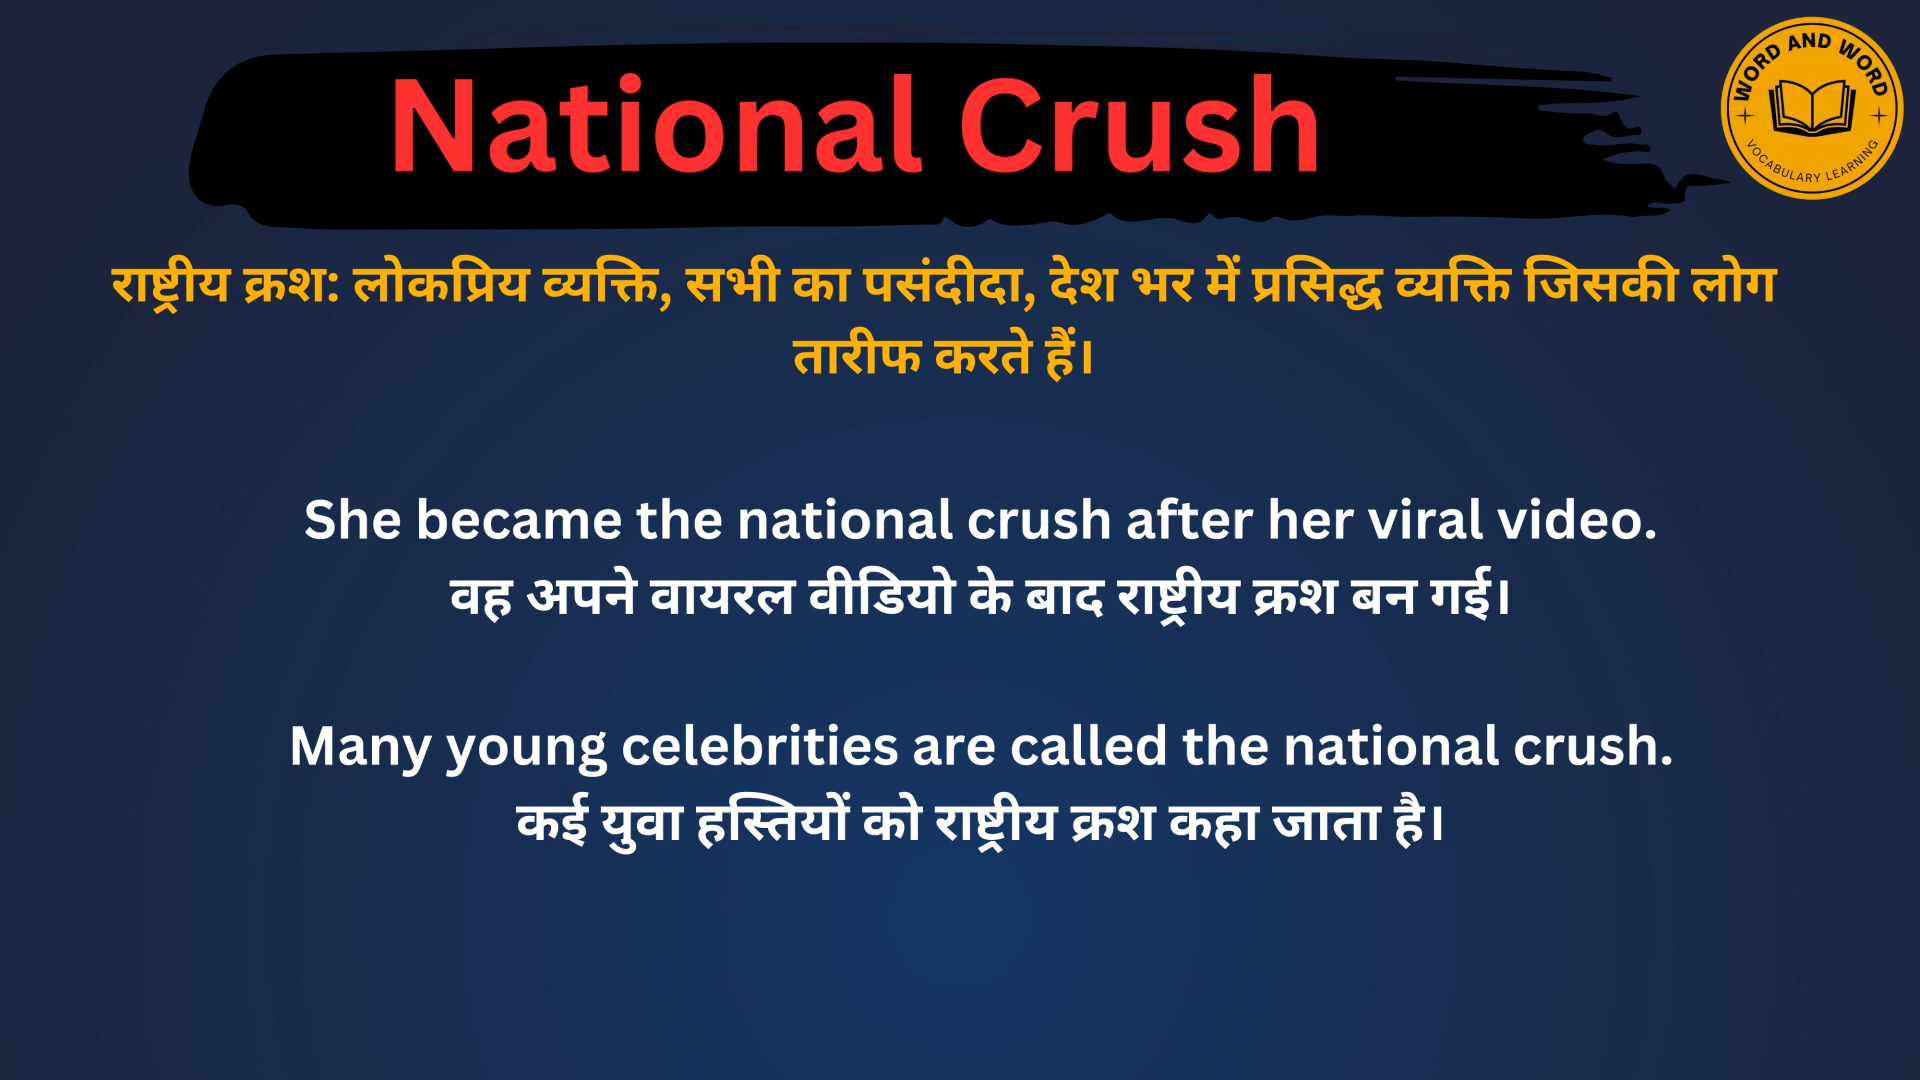 National Crush
WORD AND WORD
VOCABULARY LEARNING
राष्ट्रीय क्रश: लोकप्रिय व्यक्ति, सभी का पसंदीदा, देश भर में प्रसिद्ध व्यक्ति जिसकी लोग
तारीफ करते हैं।
She became the national crush after her viral video.
वह अपने वायरल वीडियो के बाद राष्ट्रीय क्रश बन गई।
Many young celebrities are called the national crush.
कई युवा हस्तियों को राष्ट्रीय क्रश कहा जाता है।